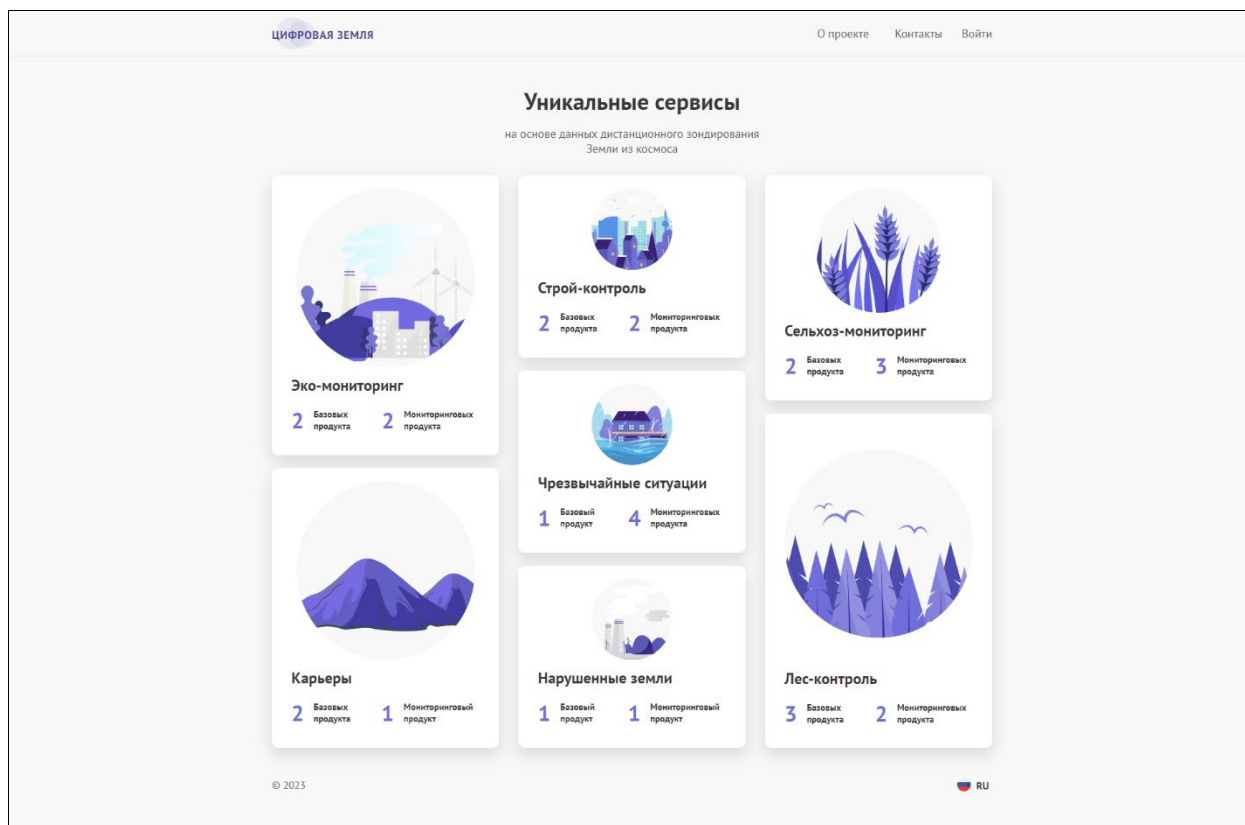 ЦИФРОВАЯ ЗЕМЛЯ
О проекте Контакты Войти
Уникальные сервисы
на основе данных дистанционного зондирования
Земли из космоса
Эко-мониторинг
2 Базовых продукта 2 Мониторинговых продукта
Карьеры
2 Базовых продукта 1 Мониторинговый продукт
Строй-контроль
2 Базовых продукта 2 Мониторинговых продукта
Чрезвычайные ситуации
1 Базовый продукт 4 Мониторинговых продукта
Нарушенные земли
1 Базовый продукт 1 Мониторинговый продукт
Сельхоз-мониторинг
2 Базовых продукта 3 Мониторинговых продукта
Лес-контроль
3 Базовых продукта 2 Мониторинговых продукта
© 2023
RU